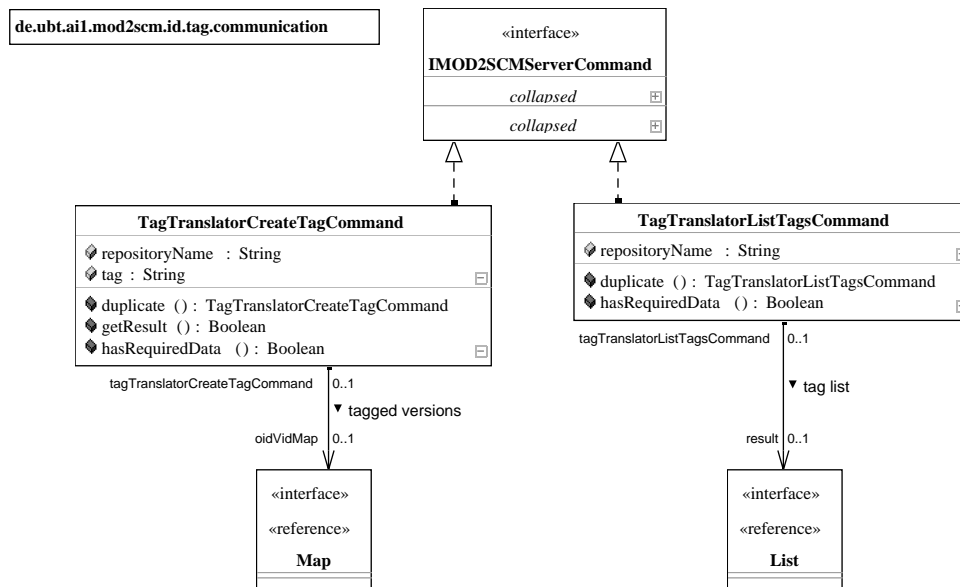 de.ubt.ai1.mod2scm.id.tag.communication
«interface»
IMOD2SCMServerCommand
collapsed
collapsed
TagTranslatorCreateTagCommand
repositoryName : String
tag : String
duplicate () : TagTranslatorCreateTagCommand
getResult () : Boolean
hasRequiredData () : Boolean
TagTranslatorListTagsCommand
repositoryName : String
duplicate () : TagTranslatorListTagsCommand
hasRequiredData () : Boolean
tagTranslatorCreateTagCommand 0..1
▼ tagged versions
oidVidMap 0..1
«interface»
«reference»
Map
tagTranslatorListTagsCommand 0..1
▼ tag list
result 0..1
«interface»
«reference»
List